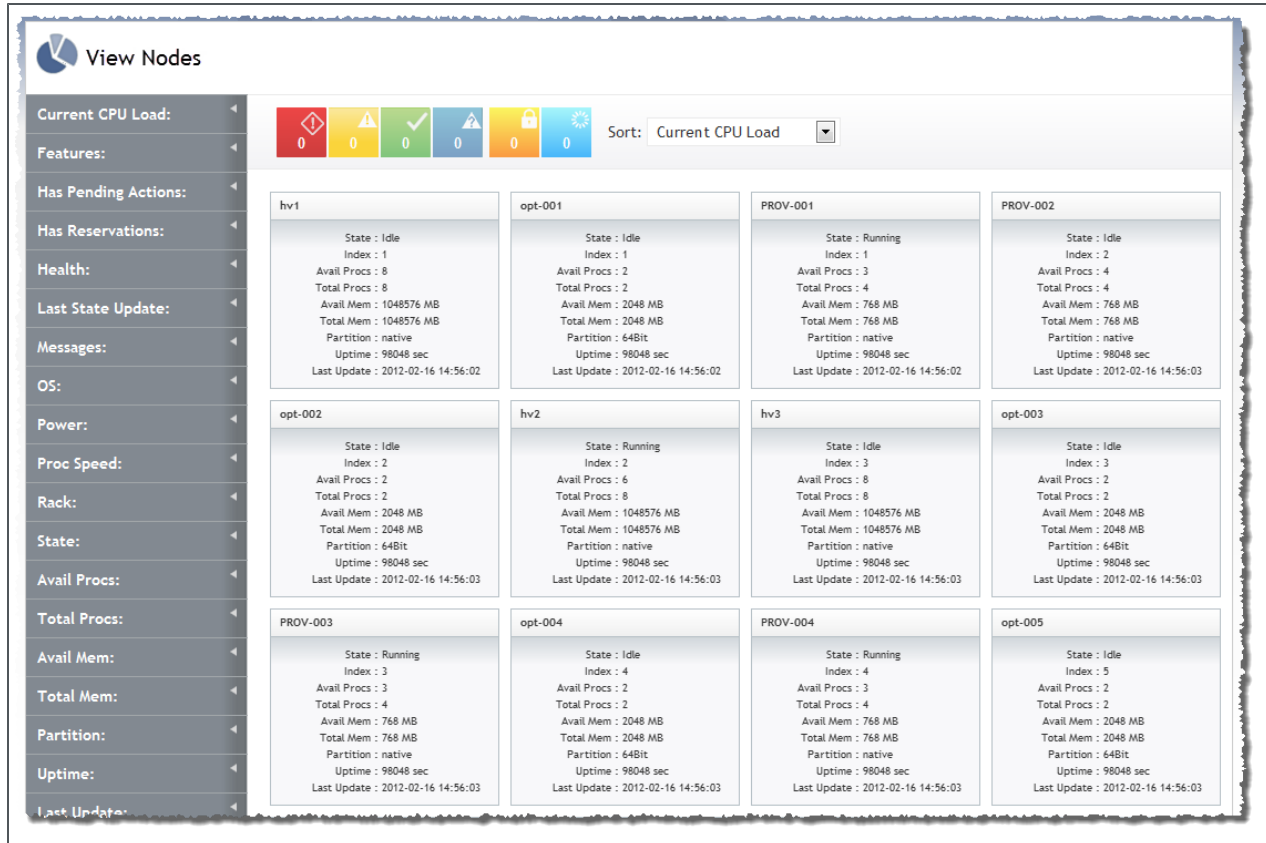 View Nodes
Current CPU Load:
Features:
Has Pending Actions:
Has Reservations:
Health:
Last State Update:
Messages:
OS:
Power:
Proc Speed:
Rack:
State:
Avail Procs:
Total Procs:
Avail Mem:
Total Mem:
Partition:
Uptime:
Last Update:
0 0 0 0 0 0 Sort: Current CPU Load
hv1
State : Idle
Index : 1
Avail Procs : 8
Total Procs : 8
Avail Mem : 1048576 MB
Total Mem : 1048576 MB
Partition : native
Uptime : 98048 sec
Last Update : 2012-02-16 14:56:02
opt-001
State : Idle
Index : 1
Avail Procs : 2
Total Procs : 2
Avail Mem : 2048 MB
Total Mem : 2048 MB
Partition : 64Bit
Uptime : 98048 sec
Last Update : 2012-02-16 14:56:02
PROV-001
State : Running
Index : 1
Avail Procs : 3
Total Procs : 4
Avail Mem : 768 MB
Total Mem : 768 MB
Partition : native
Uptime : 98048 sec
Last Update : 2012-02-16 14:56:02
PROV-002
State : Idle
Index : 2
Avail Procs : 4
Total Procs : 4
Avail Mem : 768 MB
Total Mem : 768 MB
Partition : native
Uptime : 98048 sec
Last Update : 2012-02-16 14:56:03
opt-002
State : Idle
Index : 2
Avail Procs : 2
Total Procs : 2
Avail Mem : 2048 MB
Total Mem : 2048 MB
Partition : 64Bit
Uptime : 98048 sec
Last Update : 2012-02-16 14:56:03
hv2
State : Running
Index : 2
Avail Procs : 6
Total Procs : 8
Avail Mem : 1048576 MB
Total Mem : 1048576 MB
Partition : native
Uptime : 98048 sec
Last Update : 2012-02-16 14:56:03
hv3
State : Idle
Index : 3
Avail Procs : 8
Total Procs : 8
Avail Mem : 1048576 MB
Total Mem : 1048576 MB
Partition : native
Uptime : 98048 sec
Last Update : 2012-02-16 14:56:03
opt-003
State : Idle
Index : 3
Avail Procs : 2
Total Procs : 2
Avail Mem : 2048 MB
Total Mem : 2048 MB
Partition : 64Bit
Uptime : 98048 sec
Last Update : 2012-02-16 14:56:03
PROV-003
State : Running
Index : 3
Avail Procs : 3
Total Procs : 4
Avail Mem : 768 MB
Total Mem : 768 MB
Partition : native
Uptime : 98048 sec
Last Update : 2012-02-16 14:56:03
opt-004
State : Idle
Index : 4
Avail Procs : 2
Total Procs : 2
Avail Mem : 2048 MB
Total Mem : 2048 MB
Partition : 64Bit
Uptime : 98048 sec
Last Update : 2012-02-16 14:56:03
PROV-004
State : Running
Index : 4
Avail Procs : 3
Total Procs : 4
Avail Mem : 768 MB
Total Mem : 768 MB
Partition : native
Uptime : 98048 sec
Last Update : 2012-02-16 14:56:03
opt-005
State : Idle
Index : 5
Avail Procs : 2
Total Procs : 2
Avail Mem : 2048 MB
Total Mem : 2048 MB
Partition : 64Bit
Uptime : 98048 sec
Last Update : 2012-02-16 14:56:03